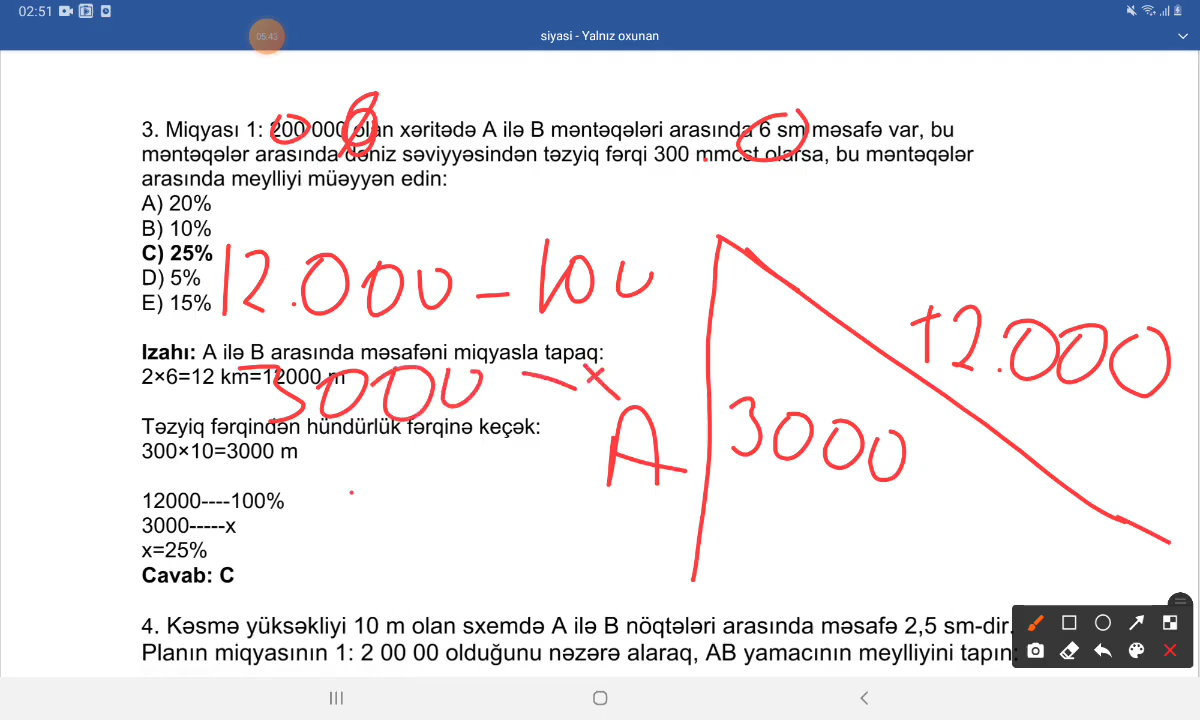 02:51
05:43
siyasi - Yalnız oxunan
3. Miqyası 1: 200 000 olan xəritədə A ilə B məntəqələri arasında 6 sm məsafə var, bu
məntəqələr arasında dəniz səviyyəsindən təzyiq fərqi 300 mmcst olarsa, bu məntəqələr
arasında meylliyi müəyyən edin:
A) 20%
B) 10%
C) 25%
D) 5%
E) 15%
12.000 - 100
12.000
Izahı: A ilə B arasında məsafəni miqyasla tapaq:
2×6=12 km=12000 m
3000 - x
A
3000
Təzyiq fərqindən hündürlük fərqinə keçək:
300×10=3000 m
12000----100%
3000-----x
x=25%
Cavab: C
4. Kəsmə yüksəkliyi 10 m olan sxemdə A ilə B nöqtələri arasında məsafə 2,5 sm-dir.
Planın miqyasının 1: 2 00 00 olduğunu nəzərə alaraq, AB yamacının meylliyini tapın: